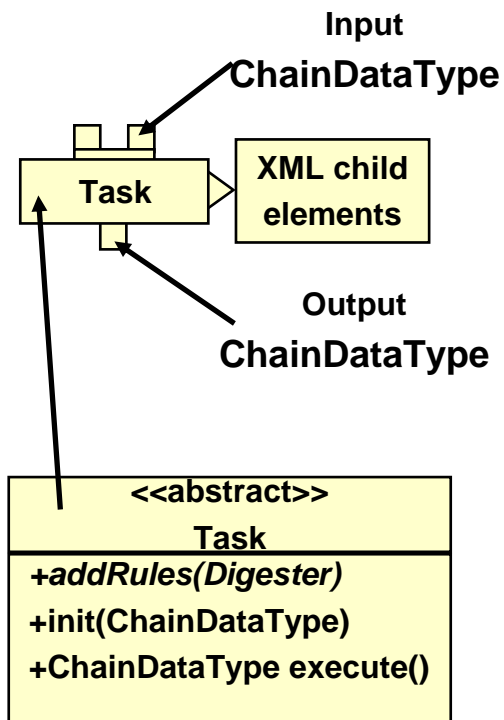 Input
ChainDataType
Task
XML child
elements
Output
ChainDataType
<<abstract>>
Task
+addRules(Digester)
+init(ChainDataType)
+ChainDataType execute()